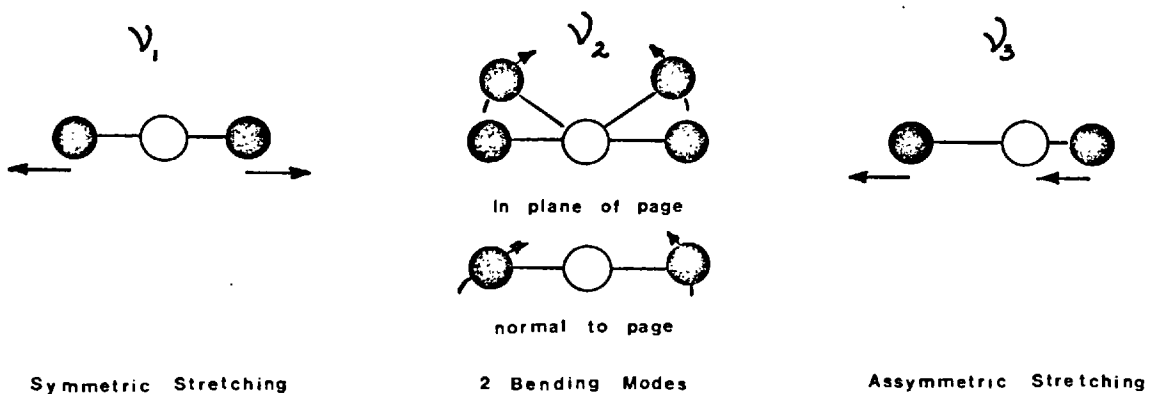 ν₁ ν₂ ν₃
In plane of page
normal to page
Symmetric Stretching 2 Bending Modes Assymmetric Stretching